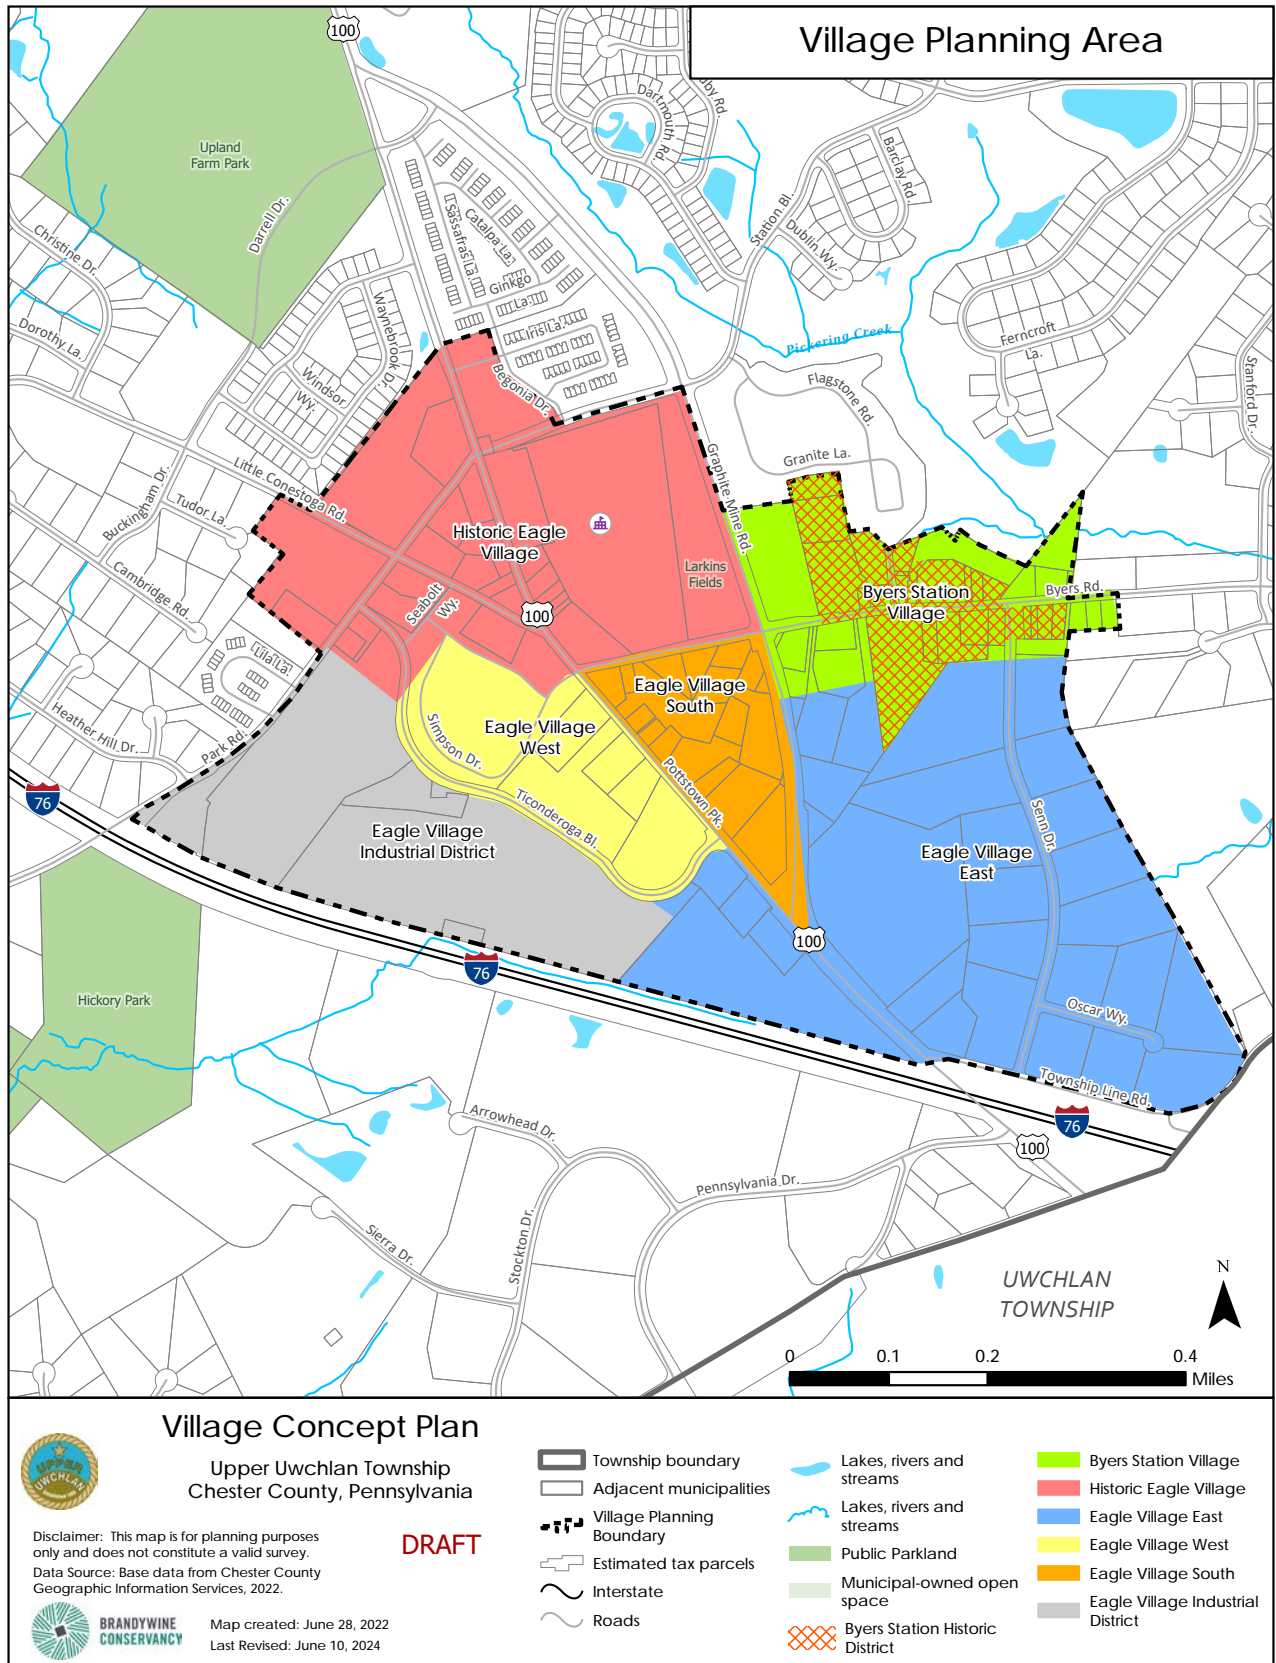 Village Planning Area
100
Upland
Farm Park
Darrell Dr.
Christine Dr.
Dorothy La.
Dartmouth Rd.
Barclay Rd
Station Bl.
Dublin Wy.
Sassafras La.
Catalpa La.
Ginkgo
La.
Iris La.
Begonia Dr.
Waynebrook Dr.
Windsor
Wy.
Pickering Creek
Ferncroft
La.
Stanford Dr.
Flagstone Rd.
Granite La.
Graphite Mine Rd.
Little Conestoga Rd.
Buckingham Dr.
Tudor La.
Cambridge Rd.
Historic Eagle
Village
Larkins
Fields
Byers Station
Village
Byers Rd.
Seabolt
Wy.
100
Lila La.
Heather Hill Dr.
Park Rd.
Eagle Village
South
Eagle Village
West
Simpson Dr.
Pottstown Pk.
Ticonderoga Bl.
76
Eagle Village
Industrial District
Eagle Village
East
Senn Dr.
100
76
Hickory Park
Oscar Wy.
Township Line Rd.
76
100
Arrowhead Dr.
Pennsylvania Dr.
Stockton Dr.
Sierra Dr.
UWCHLAN
TOWNSHIP
N
0 0.1 0.2 0.4
Miles
Village Concept Plan
Upper Uwchlan Township
Chester County, Pennsylvania
UPPER
UWCHLAN
Disclaimer: This map is for planning purposes
only and does not constitute a valid survey.
Data Source: Base data from Chester County
Geographic Information Services, 2022.
DRAFT
BRANDYWINE
CONSERVANCY
Map created: June 28, 2022
Last Revised: June 10, 2024
Township boundary
Adjacent municipalities
Village Planning
Boundary
Estimated tax parcels
Interstate
Roads
Lakes, rivers and
streams
Lakes, rivers and
streams
Public Parkland
Municipal-owned open
space
Byers Station Historic
District
Byers Station Village
Historic Eagle Village
Eagle Village East
Eagle Village West
Eagle Village South
Eagle Village Industrial
District